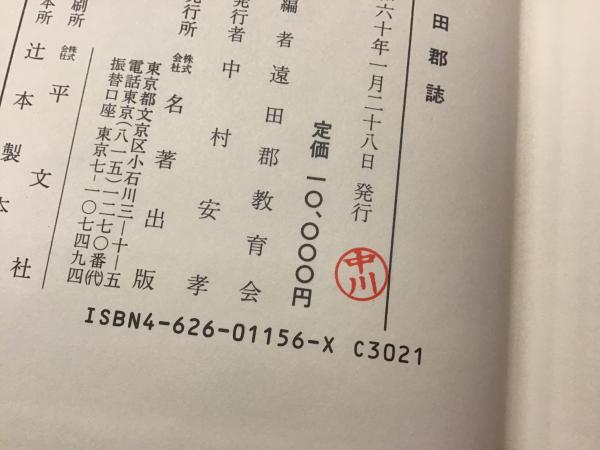 田郡誌
六十年一月二十八日 発行
中川
定価 一〇、〇〇〇円
編者 遠田郡教育会
発行者 中村安孝
発行所 株式会社 名著出版
東京都文京区小石川三―十―五
電話東京(八一五)一二七〇番(代)
振替口座 東京七―一〇七四九四
刷所 株式会社 平文社
本所 辻本製本
ISBN4-626-01156-X C3021